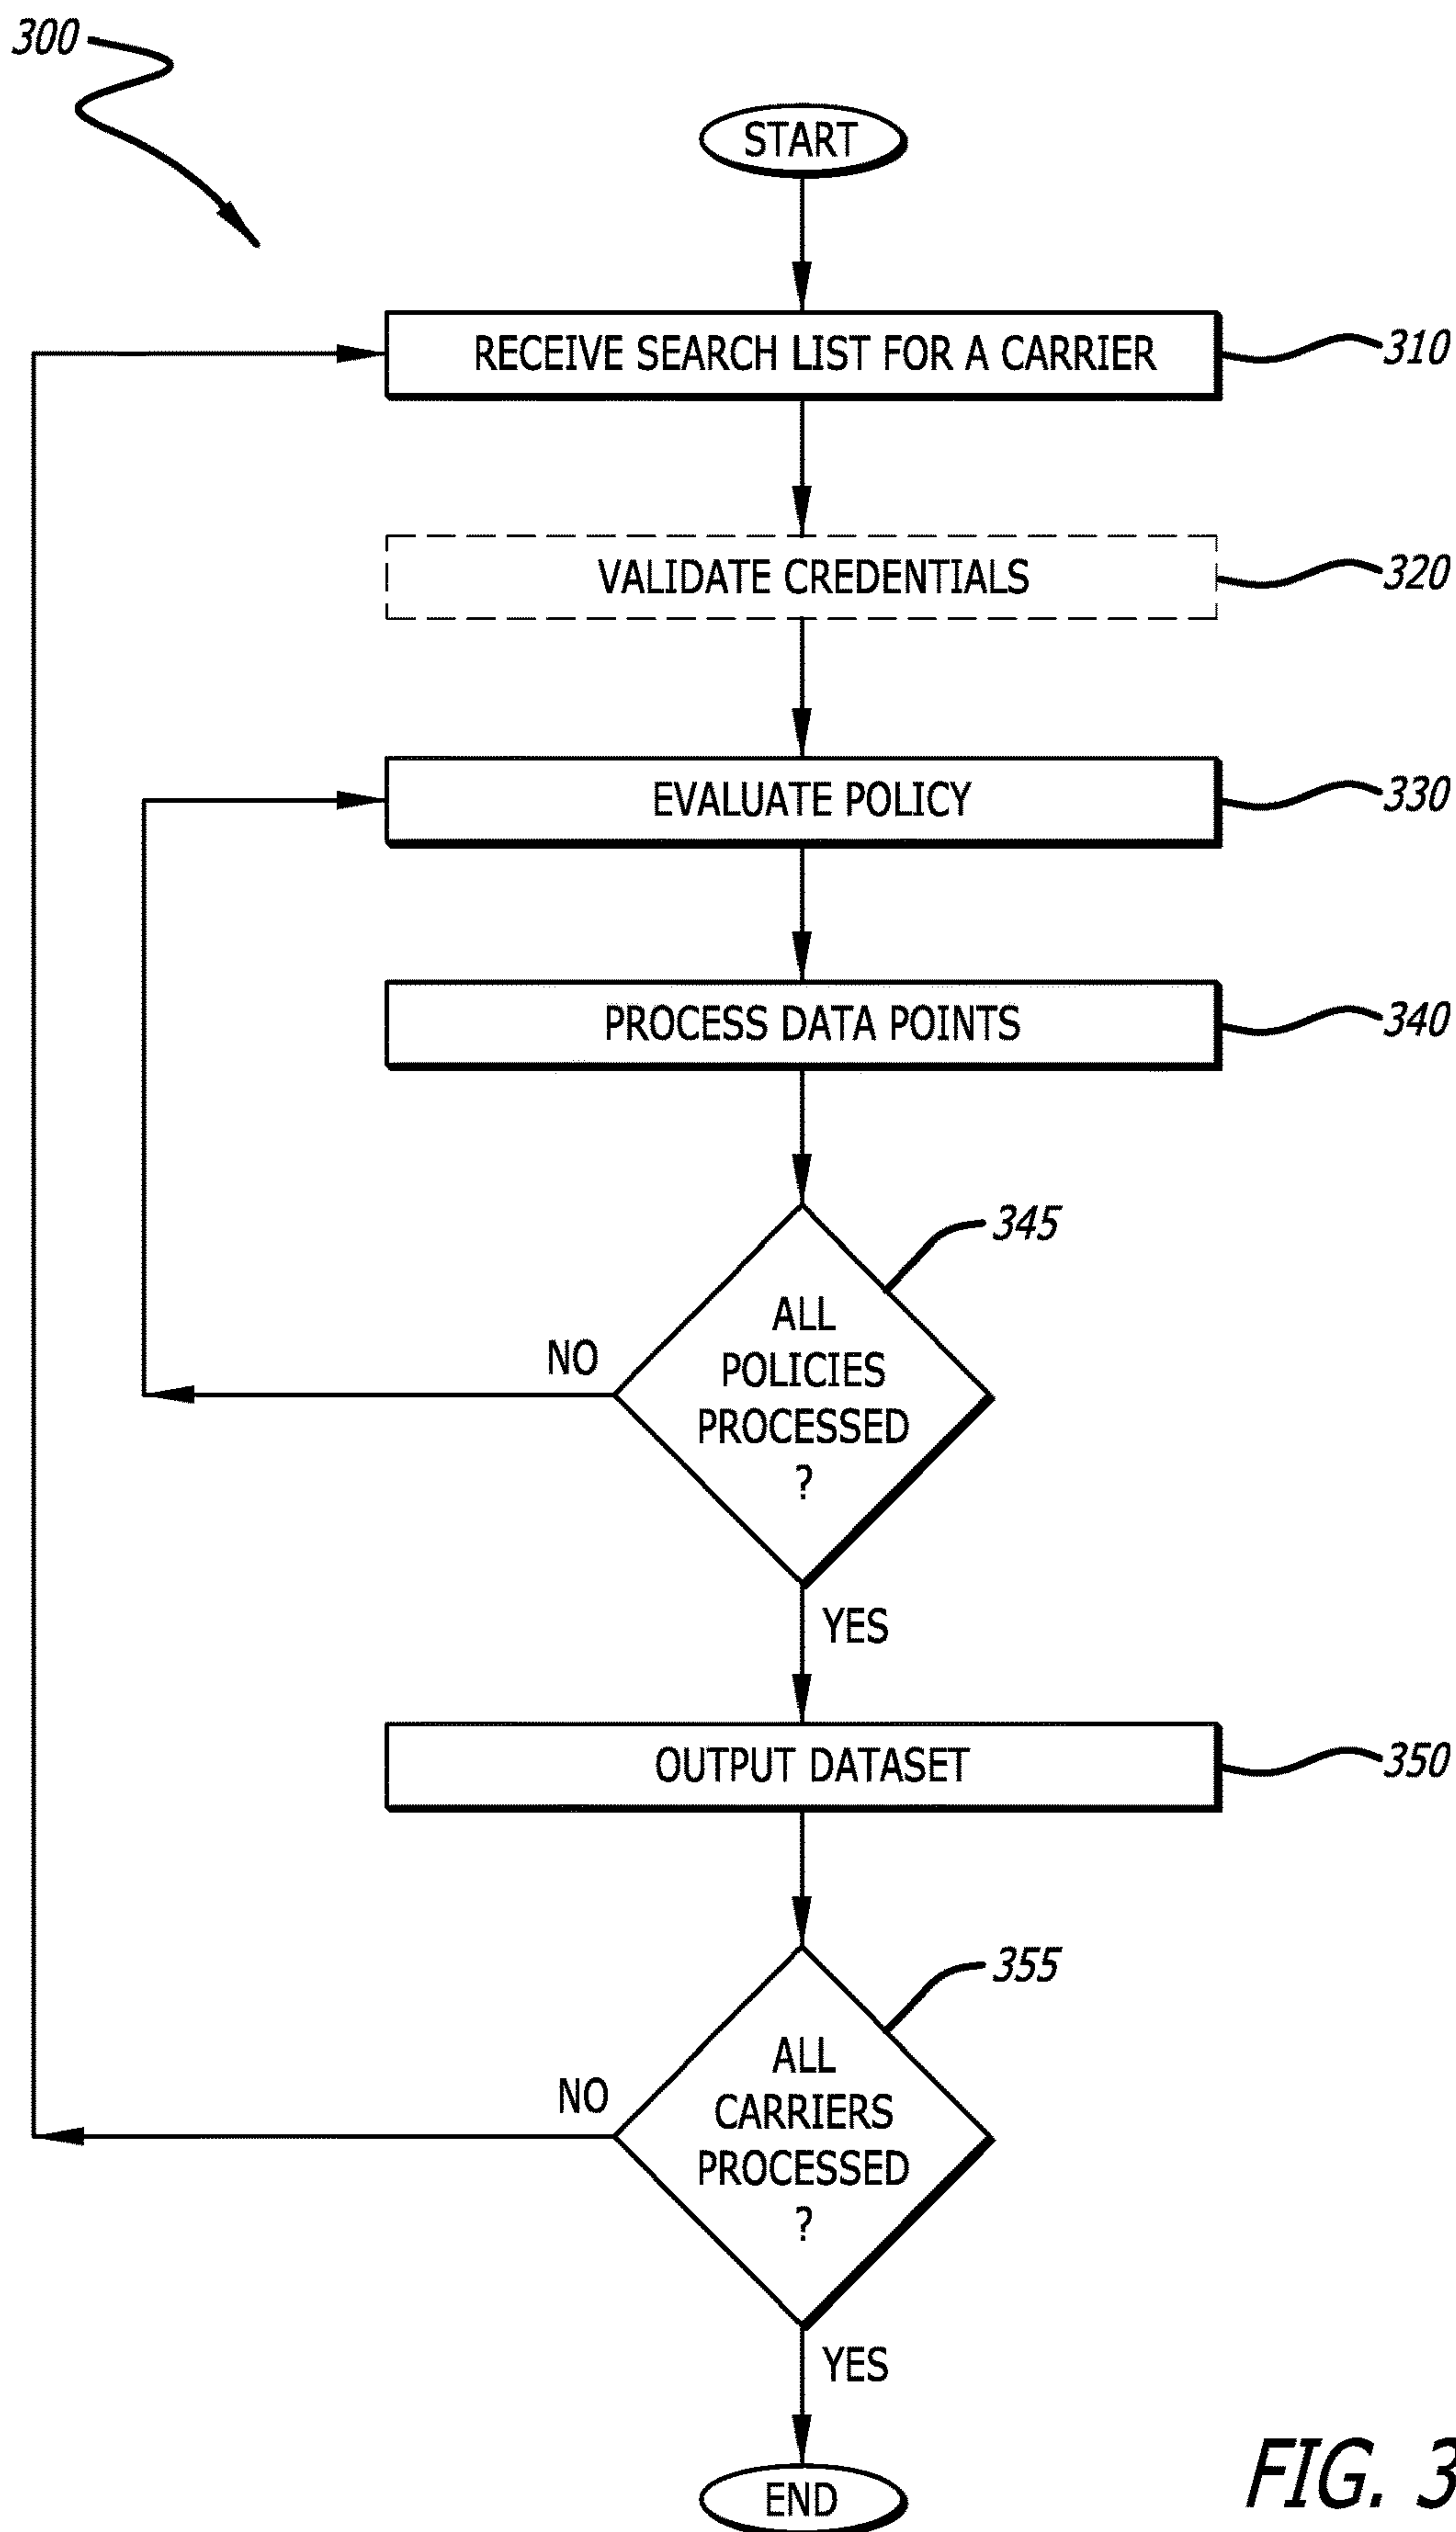 300
START
RECEIVE SEARCH LIST FOR A CARRIER
310
VALIDATE CREDENTIALS
320
EVALUATE POLICY
330
PROCESS DATA POINTS
340
345
ALL
POLICIES
PROCESSED
?
NO
YES
OUTPUT DATASET
350
355
ALL
CARRIERS
PROCESSED
?
NO
YES
END
FIG. 3